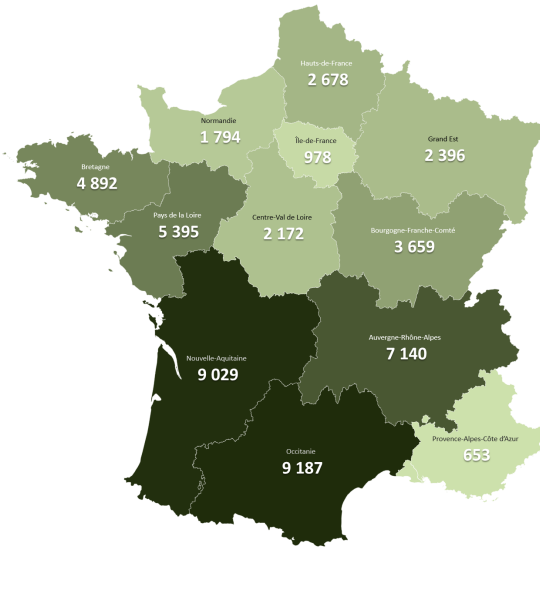 Hauts-de-France
2 678
Normandie
1 794
Île-de-France
978
Grand Est
2 396
Bretagne
4 892
Pays de la Loire
5 395
Centre-Val de Loire
2 172
Bourgogne-Franche-Comté
3 659
Auvergne-Rhône-Alpes
7 140
Nouvelle-Aquitaine
9 029
Provence-Alpes-Côte d'Azur
653
Occitanie
9 187